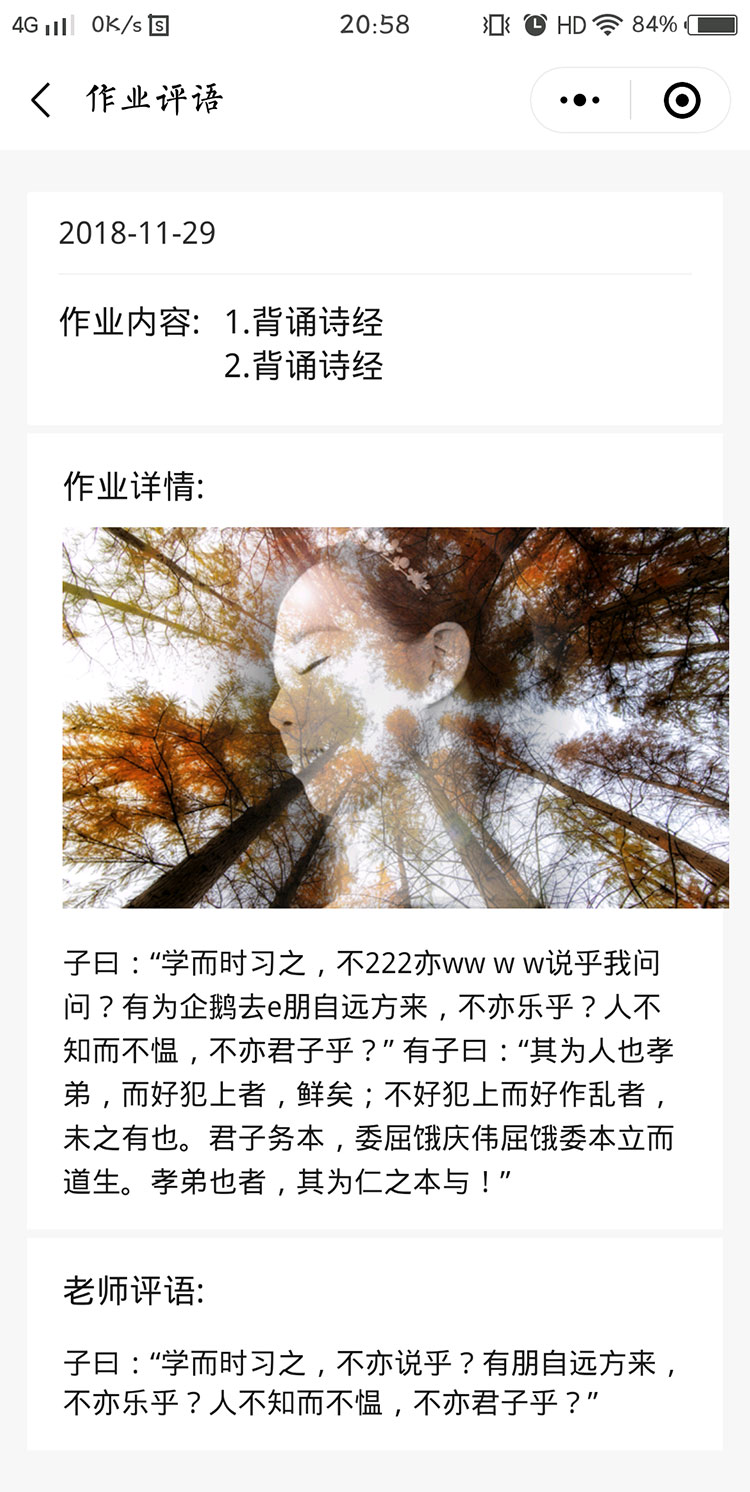 4G 0K/s S 20:58 HD 84%
作业评语
2018-11-29
作业内容: 1.背诵诗经
2.背诵诗经
作业详情:
子曰：“学而时习之，不222亦ww w w说乎我问
问？有为企鹅去e朋自远方来，不亦乐乎？人不
知而不愠，不亦君子乎？” 有子曰：“其为人也孝
弟，而好犯上者，鲜矣；不好犯上而好作乱者，
未之有也。君子务本，委屈饿庆伟屈饿委本立而
道生。孝弟也者，其为仁之本与！”
老师评语:
子曰：“学而时习之，不亦说乎？有朋自远方来，
不亦乐乎？人不知而不愠，不亦君子乎？”